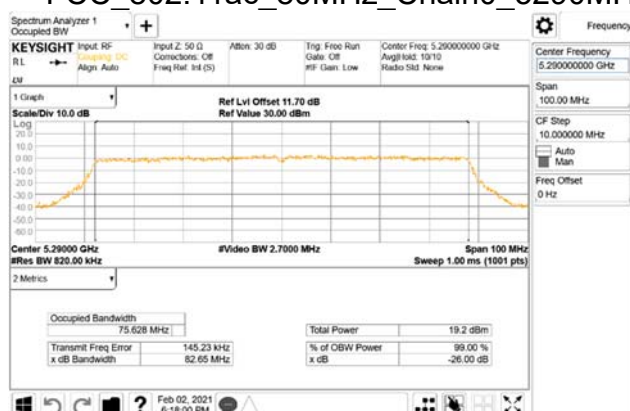 Spectrum Analyzer 1
Occupied BW
+
Frequency
KEYSIGHT Input: RF Input Z: 50 Ω Atten: 30 dB Trig: Free Run Center Freq: 5.290000000 GHz
RL Coupling: DC Corrections: Off Gate: Off Avg|Hold: 10/10
Align: Auto Freq Ref: Int (S) #IF Gain: Low Radio Std: None
Center Frequency
5.290000000 GHz
Span
100.00 MHz
CF Step
10.000000 MHz
Auto
Man
Freq Offset
0 Hz
1 Graph
Ref Lvl Offset 11.70 dB
Scale/Div 10.0 dB Ref Value 30.00 dBm
Log
20.0
10.0
0.00
-10.0
-20.0
-30.0
-40.0
-50.0
-60.0
Center 5.29000 GHz #Video BW 2.7000 MHz Span 100 MHz
#Res BW 820.00 kHz Sweep 1.00 ms (1001 pts)
2 Metrics
Occupied Bandwidth
75.628 MHz Total Power 19.2 dBm
Transmit Freq Error 145.23 kHz % of OBW Power 99.00 %
x dB Bandwidth 82.65 MHz x dB -26.00 dB
?
Feb 02, 2021
6:18:00 PM